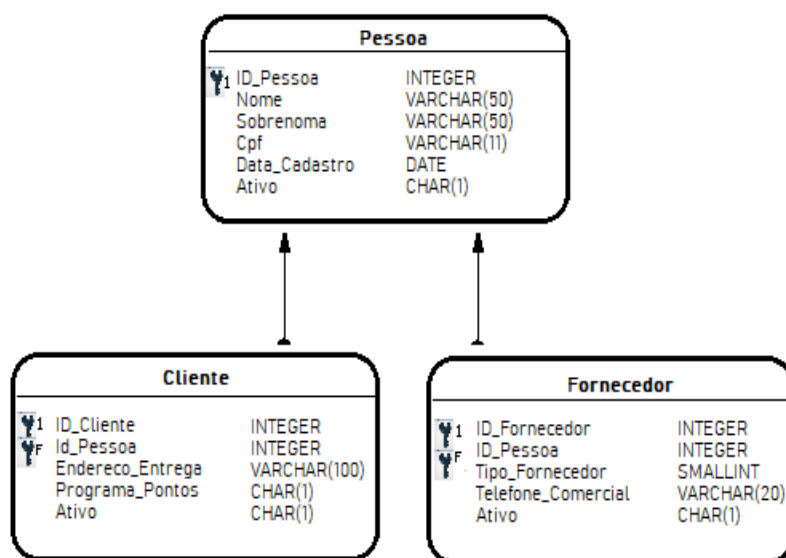 Pessoa
1 ID_Pessoa INTEGER
Nome VARCHAR(50)
Sobrenoma VARCHAR(50)
Cpf VARCHAR(11)
Data_Cadastro DATE
Ativo CHAR(1)
Cliente
1 ID_Cliente INTEGER
F Id_Pessoa INTEGER
Endereco_Entrega VARCHAR(100)
Programa_Pontos CHAR(1)
Ativo CHAR(1)
Fornecedor
1 ID_Fornecedor INTEGER
F ID_Pessoa INTEGER
Tipo_Fornecedor SMALLINT
Telefone_Comercial VARCHAR(20)
Ativo CHAR(1)